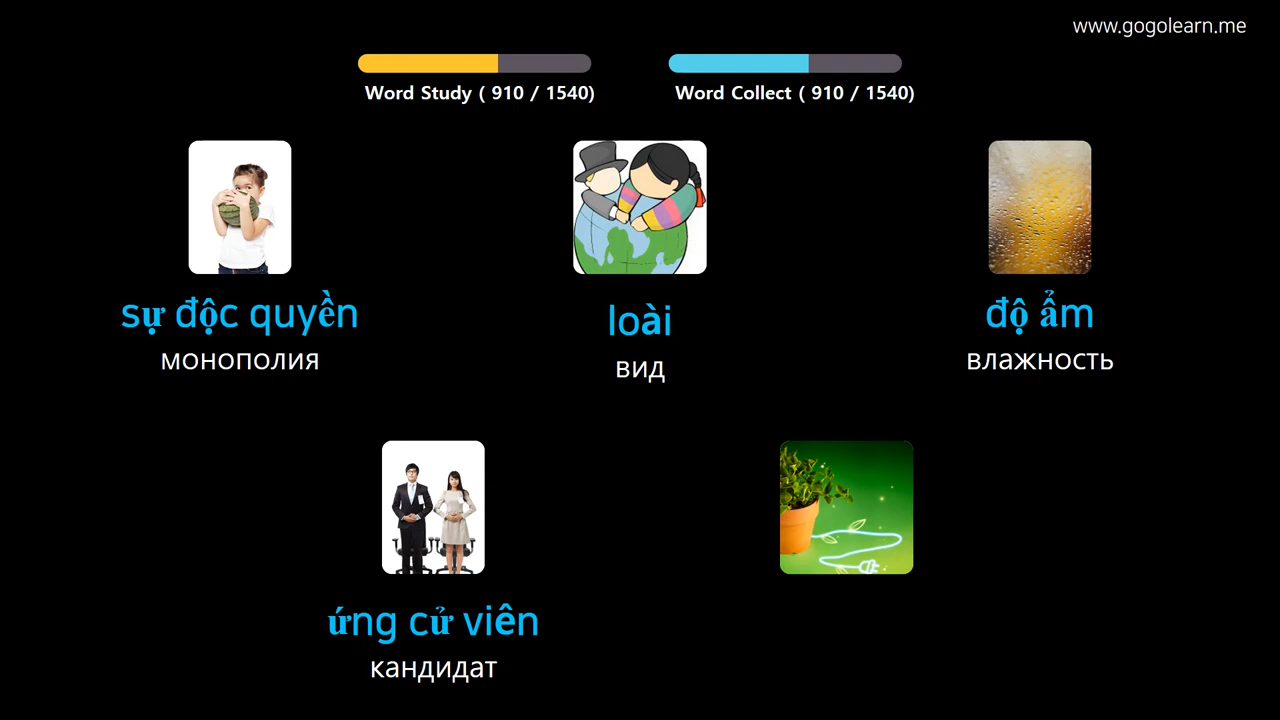 www.gogolearn.me
Word Study ( 910 / 1540)
Word Collect ( 910 / 1540)
sự độc quyền
монополия
loài
вид
độ ẩm
влажность
ứng cử viên
кандидат